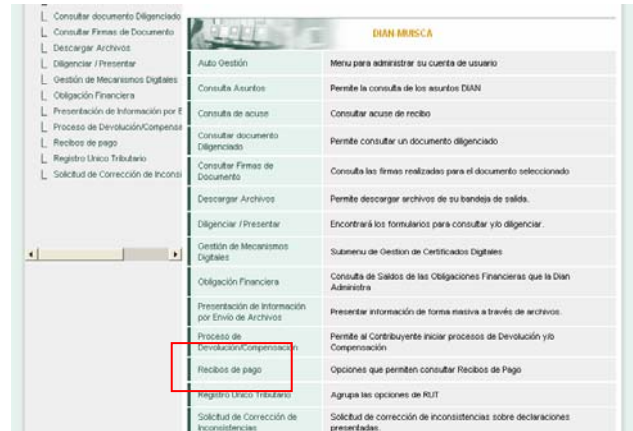 Consultar documento Diligenciado
Consultar Firmas de Documento
Descargar Archivos
Diligenciar / Presentar
Gestión de Mecanismos Digitales
Obligación Financiera
Presentación de Información por E
Proceso de Devolución/Compensa
Recibos de pago
Registro Unico Tributario
Solicitud de Corrección de Inconsi
DIAN MUISCA
Auto Gestión Menu para administrar su cuenta de usuario
Consulta Asuntos Permite la consulta de los asuntos DIAN
Consulta de acuse Consultar acuse de recibo
Consultar documento
Diligenciado Permite consultar un documento diligenciado
Consultar Firmas de
Documento Consulta las firmas realizadas para el documento seleccionado
Descargar Archivos Permite descargar archivos de su bandeja de salida.
Diligenciar / Presentar Encontrará los formularios para consultar y/o diligenciar.
Gestión de Mecanismos
Digitales Submenu de Gestion de Certificados Digitales
Obligación Financiera Consulta de Saldos de las Obligaciones Financieras que la Dian
Administra
Presentación de Información
por Envio de Archivos Presentar información de forma masiva a través de archivos.
Proceso de
Devolución/Compensación Permite al Contribuyente iniciar procesos de Devolución y/o
Compensación
Recibos de pago Opciones que permiten consultar Recibos de Pago
Registro Unico Tributario Agrupa las opciones de RUT
Solicitud de Corrección de
Inconsistencias Solicitud de corrección de inconsistencias sobre declaraciones
presentadas.